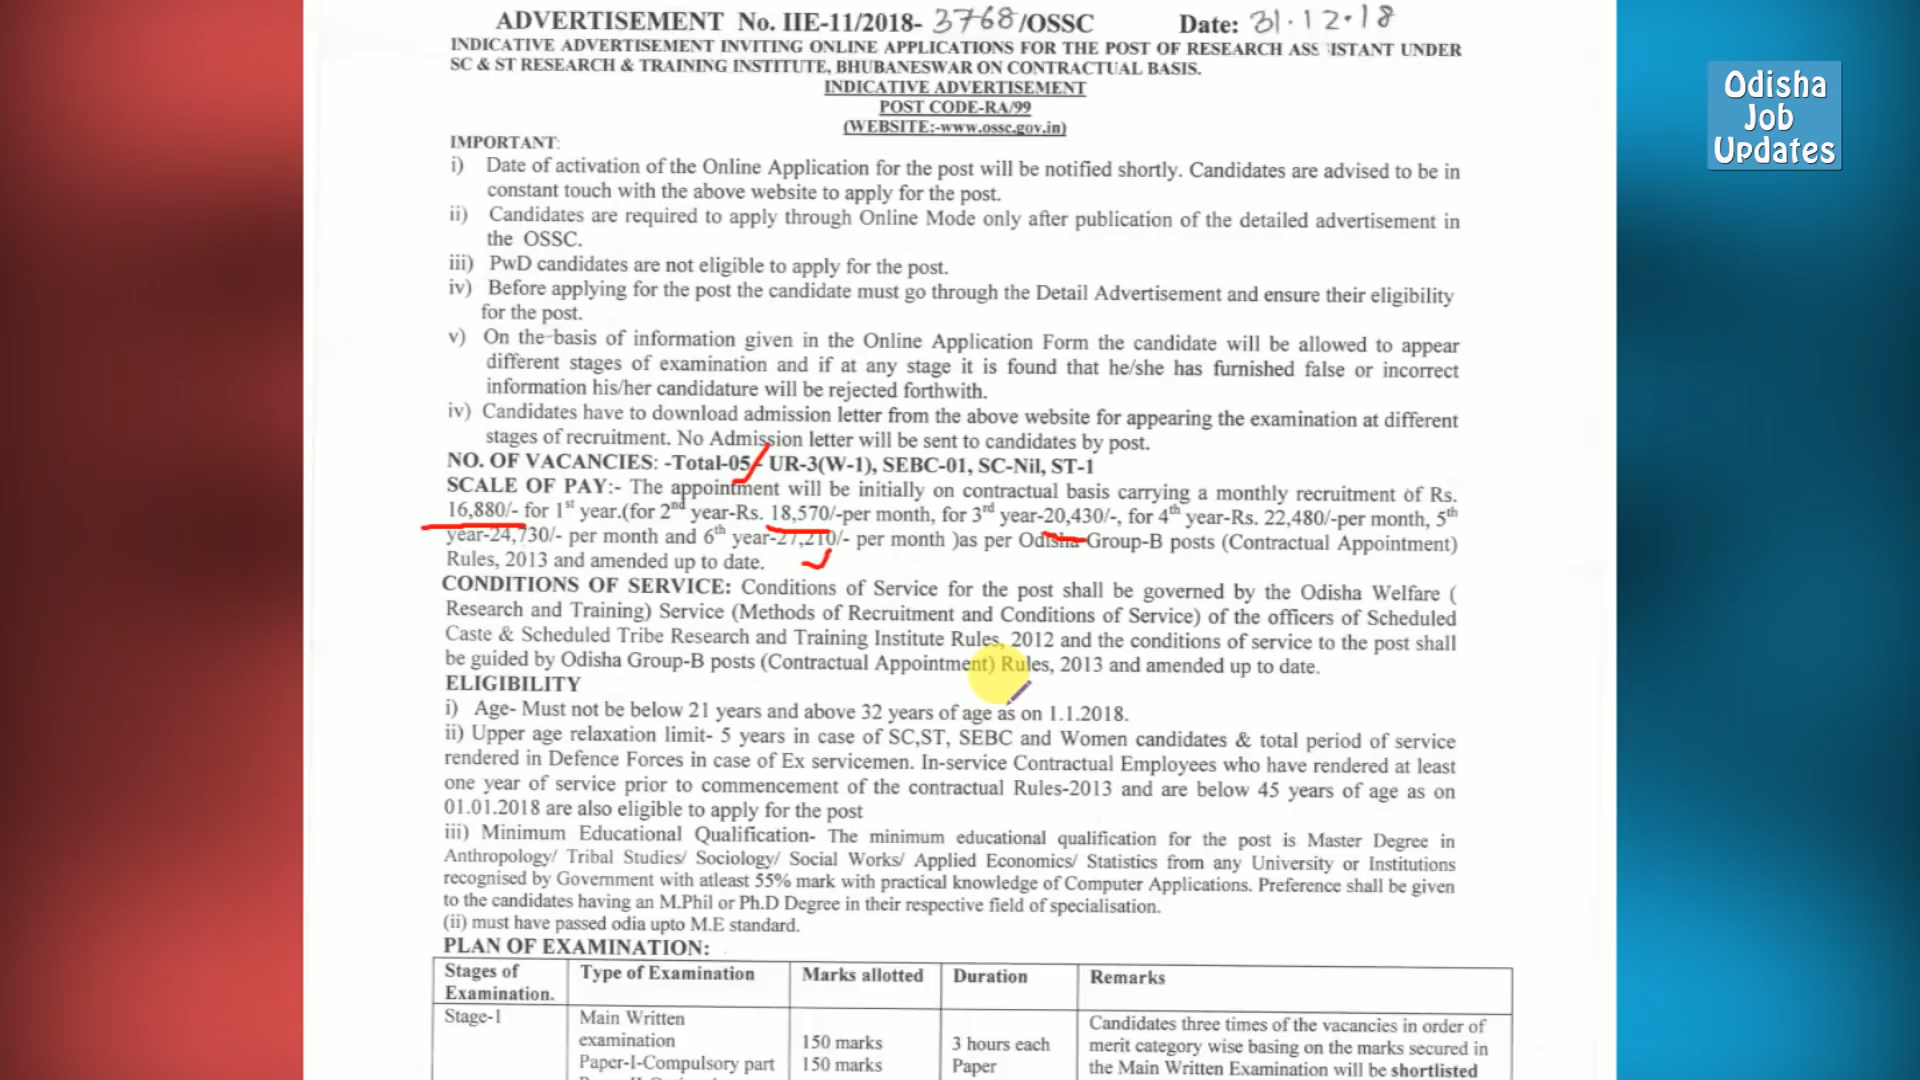 ADVERTISEMENT No. IIE-11/2018- 3768/OSSC Date: 31.12.18
INDICATIVE ADVERTISEMENT INVITING ONLINE APPLICATIONS FOR THE POST OF RESEARCH ASSISTANT UNDER
SC & ST RESEARCH & TRAINING INSTITUTE, BHUBANESWAR ON CONTRACTUAL BASIS.
INDICATIVE ADVERTISEMENT
POST CODE-RA/99
(WEBSITE:-www.ossc.gov.in)
Odisha
Job
Updates
IMPORTANT:
i) Date of activation of the Online Application for the post will be notified shortly. Candidates are advised to be in
constant touch with the above website to apply for the post.
ii) Candidates are required to apply through Online Mode only after publication of the detailed advertisement in
the OSSC.
iii) PwD candidates are not eligible to apply for the post.
iv) Before applying for the post the candidate must go through the Detail Advertisement and ensure their eligibility
for the post.
v) On the basis of information given in the Online Application Form the candidate will be allowed to appear
different stages of examination and if at any stage it is found that he/she has furnished false or incorrect
information his/her candidature will be rejected forthwith.
iv) Candidates have to download admission letter from the above website for appearing the examination at different
stages of recruitment. No Admission letter will be sent to candidates by post.
NO. OF VACANCIES: -Total-05- UR-3(W-1), SEBC-01, SC-Nil, ST-1
SCALE OF PAY:- The appointment will be initially on contractual basis carrying a monthly recruitment of Rs.
16,880/- for 1st year.(for 2nd year-Rs. 18,570/-per month, for 3rd year-20,430/-, for 4th year-Rs. 22,480/-per month, 5th
year-24,730/- per month and 6th year-27,210/- per month )as per Odisha Group-B posts (Contractual Appointment)
Rules, 2013 and amended up to date.
CONDITIONS OF SERVICE: Conditions of Service for the post shall be governed by the Odisha Welfare (
Research and Training) Service (Methods of Recruitment and Conditions of Service) of the officers of Scheduled
Caste & Scheduled Tribe Research and Training Institute Rules, 2012 and the conditions of service to the post shall
be guided by Odisha Group-B posts (Contractual Appointment) Rules, 2013 and amended up to date.
ELIGIBILITY
i) Age- Must not be below 21 years and above 32 years of age as on 1.1.2018.
ii) Upper age relaxation limit- 5 years in case of SC,ST, SEBC and Women candidates & total period of service
rendered in Defence Forces in case of Ex servicemen. In-service Contractual Employees who have rendered at least
one year of service prior to commencement of the contractual Rules-2013 and are below 45 years of age as on
01.01.2018 are also eligible to apply for the post
iii) Minimum Educational Qualification- The minimum educational qualification for the post is Master Degree in
Anthropology/ Tribal Studies/ Sociology/ Social Works/ Applied Economics/ Statistics from any University or Institutions
recognised by Government with atleast 55% mark with practical knowledge of Computer Applications. Preference shall be given
to the candidates having an M.Phil or Ph.D Degree in their respective field of specialisation.
(ii) must have passed odia upto M.E standard.
PLAN OF EXAMINATION:
Stages of Type of Examination Marks allotted Duration Remarks
Examination.
Stage-I Main Written Candidates three times of the vacancies in order of
examination 150 marks 3 hours each merit category wise basing on the marks secured in
Paper-I-Compulsory part 150 marks Paper the Main Written Examination will be shortlisted